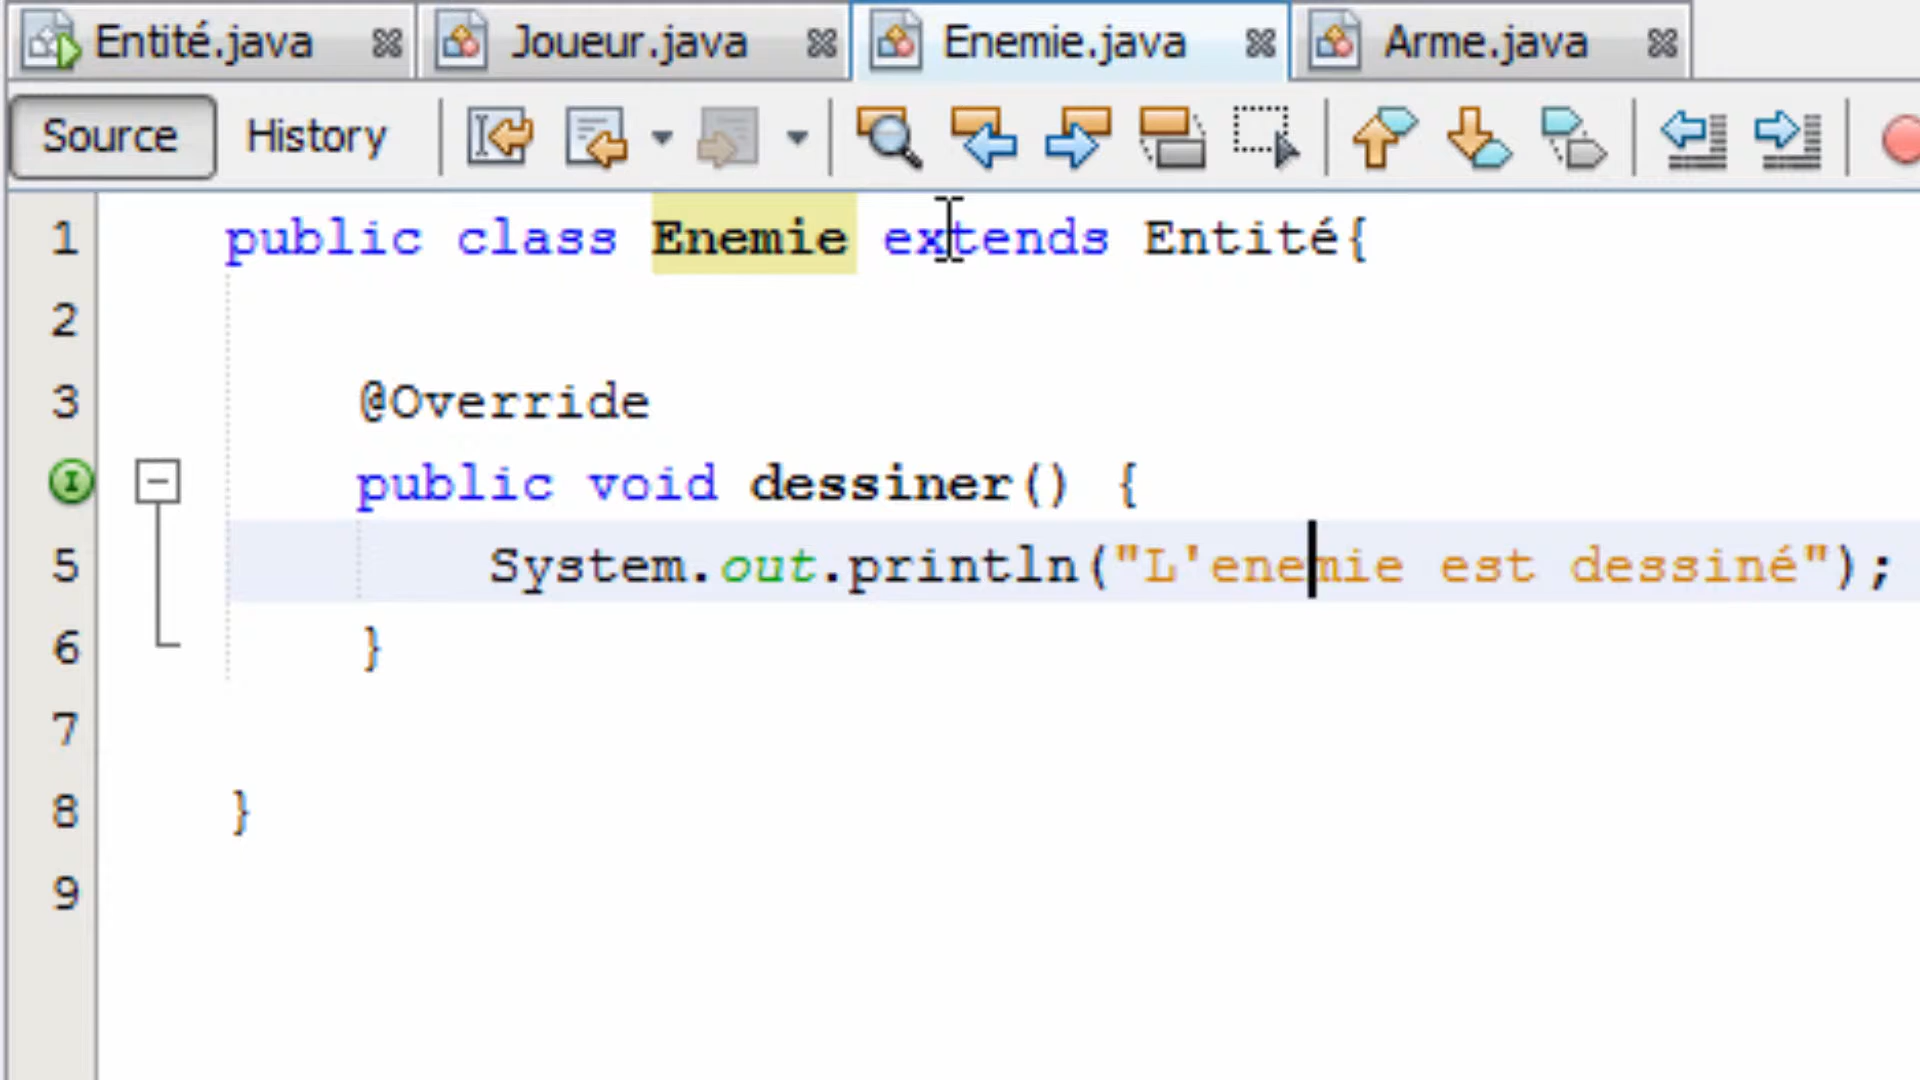 Entité.java Joueur.java Enemie.java Arme.java
Source History
1 public class Enemie extends Entité{
2
3 @Override
public void dessiner() {
5 System.out.println("L'enemie est dessiné");
6 }
7
8 }
9